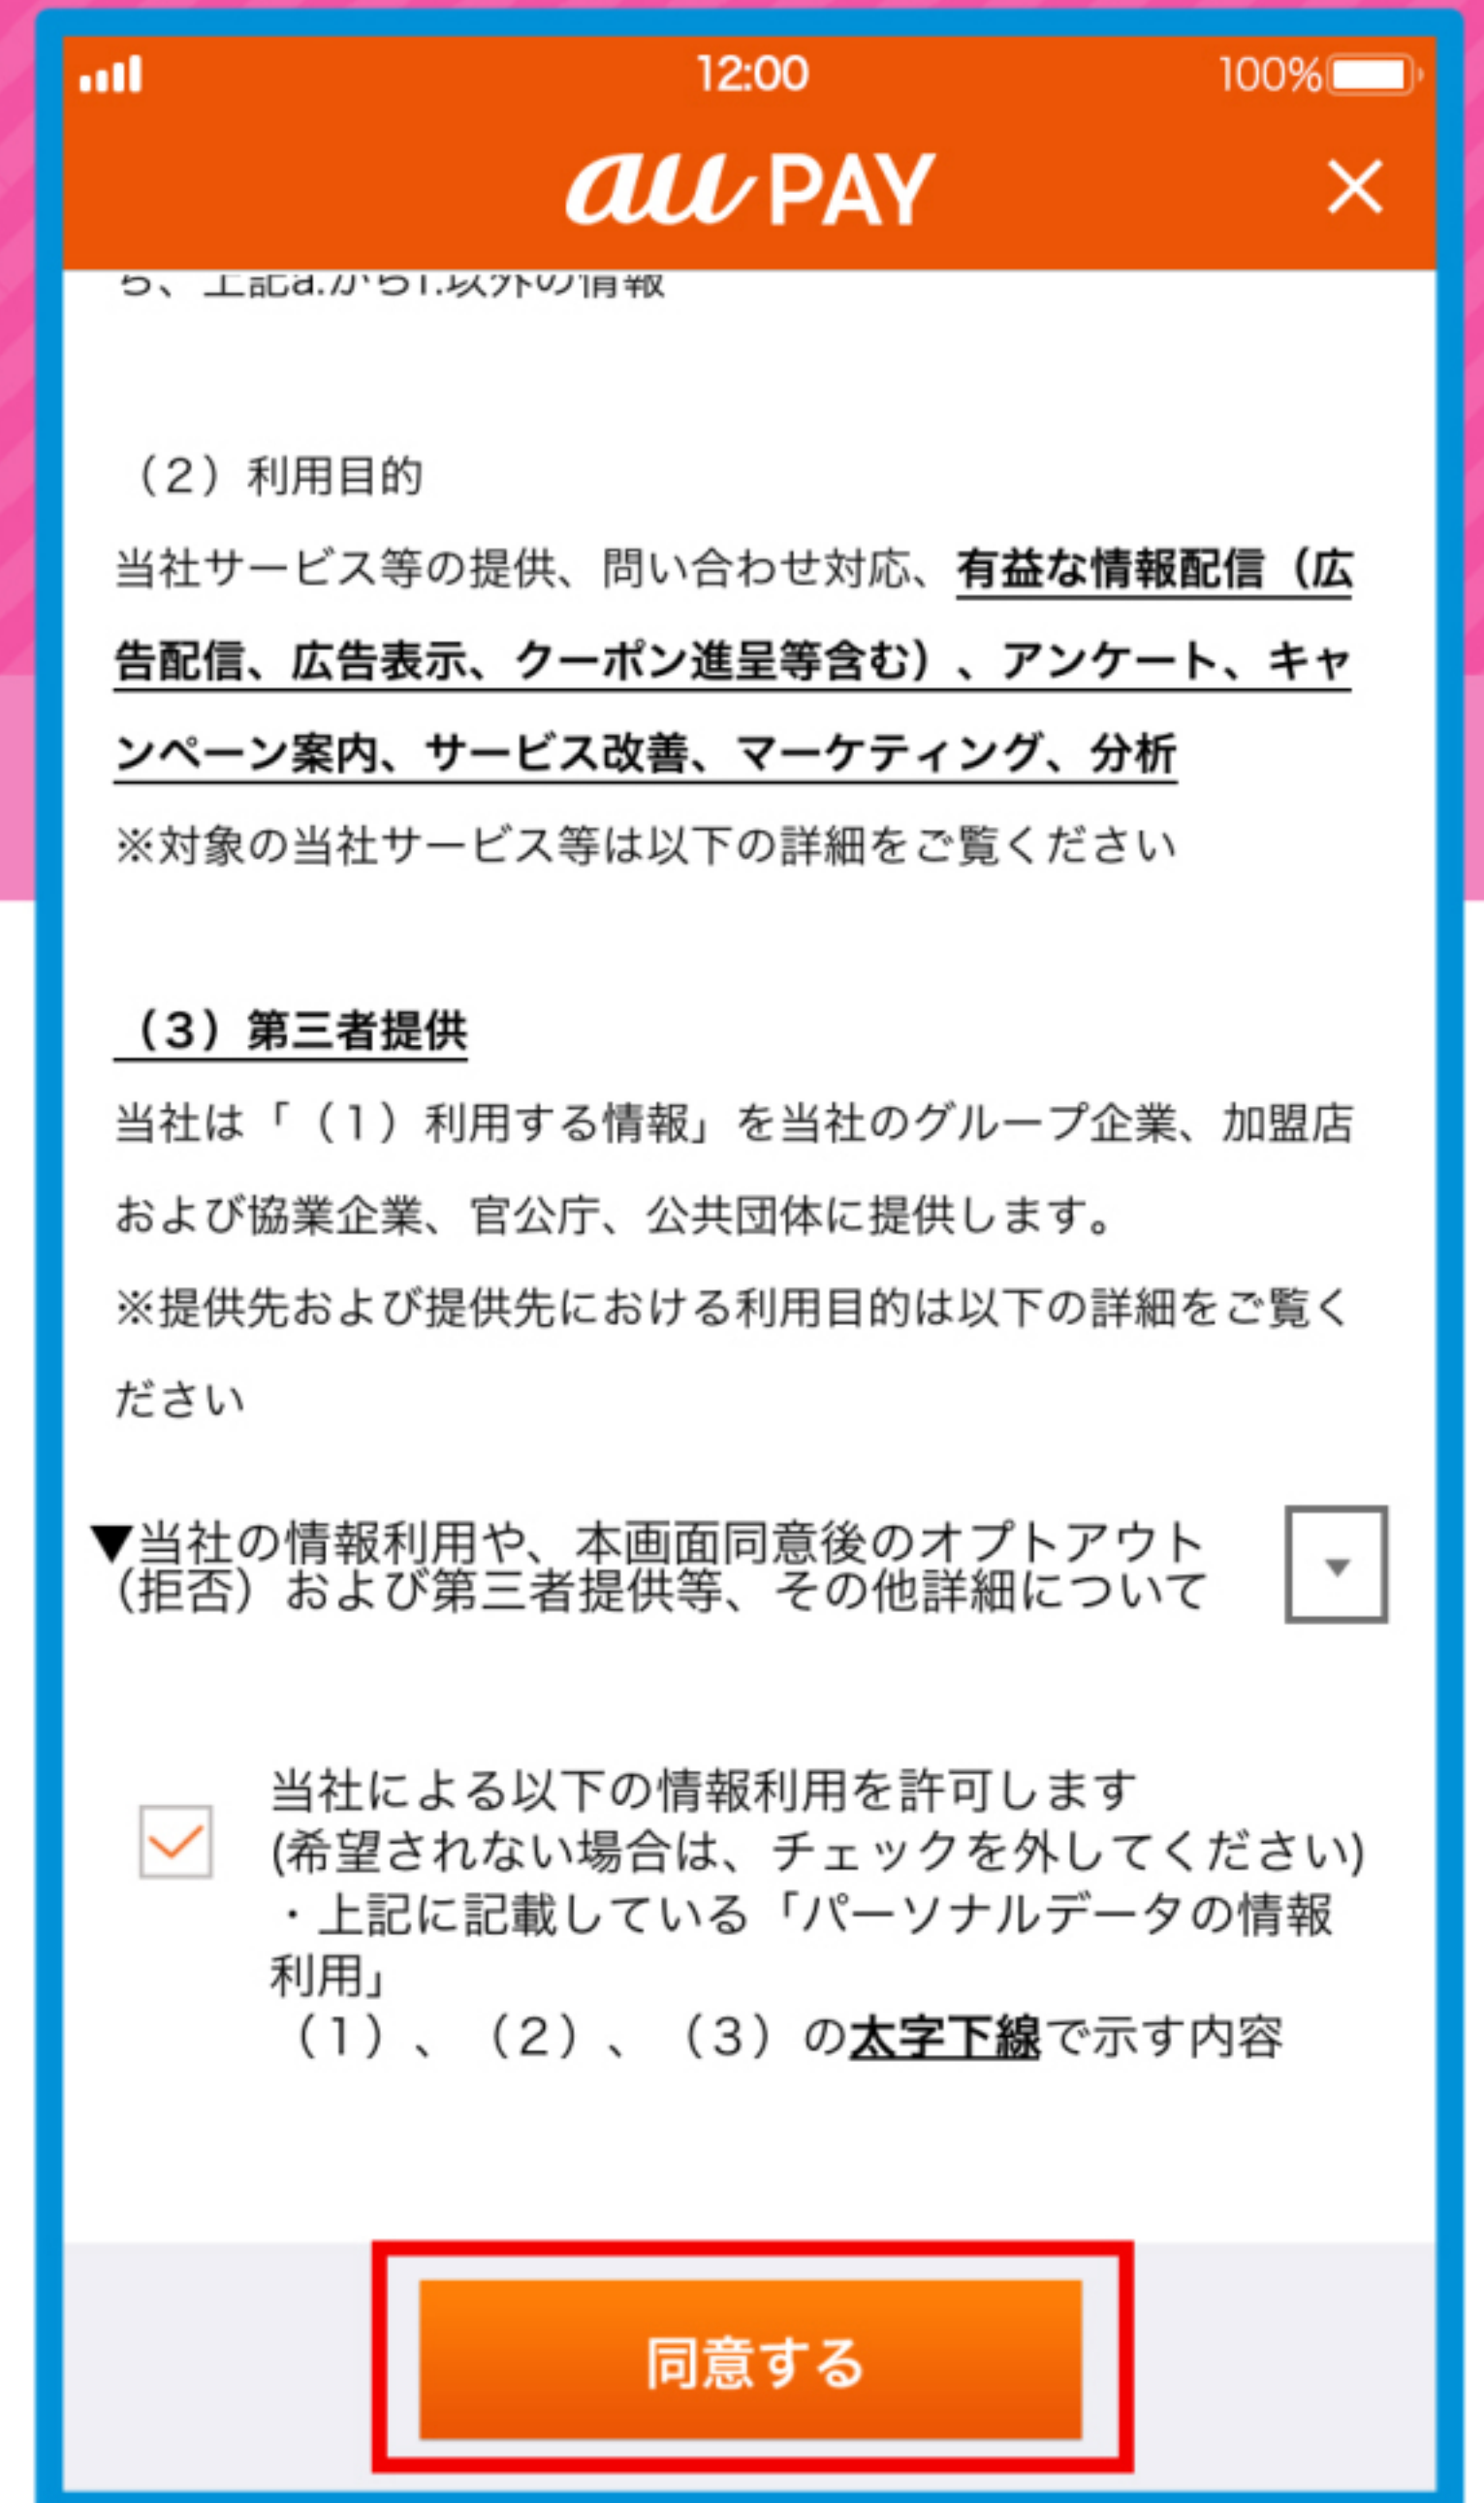 12:00
100%
au PAY
ら、上記a.からf.以外の情報
（2）利用目的
当社サービス等の提供、問い合わせ対応、有益な情報配信（広
告配信、広告表示、クーポン進呈等含む）、アンケート、キャ
ンペーン案内、サービス改善、マーケティング、分析
※対象の当社サービス等は以下の詳細をご覧ください
（3）第三者提供
当社は「（1）利用する情報」を当社のグループ企業、加盟店
および協業企業、官公庁、公共団体に提供します。
※提供先および提供先における利用目的は以下の詳細をご覧く
ださい
▼当社の情報利用や、本画面同意後のオプトアウト
（拒否）および第三者提供等、その他詳細について
当社による以下の情報利用を許可します
(希望されない場合は、チェックを外してください)
・上記に記載している「パーソナルデータの情報
利用」
（1）、（2）、（3）の太字下線で示す内容
同意する